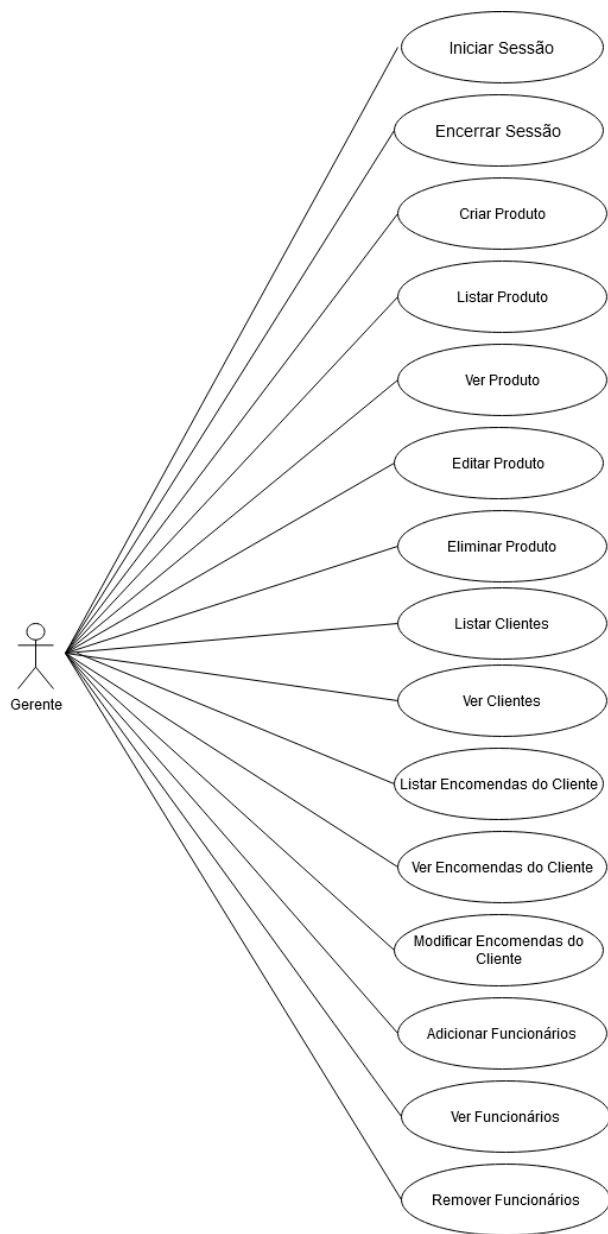 Iniciar Sessão
Encerrar Sessão
Criar Produto
Listar Produto
Ver Produto
Editar Produto
Eliminar Produto
Listar Clientes
Gerente
Ver Clientes
Listar Encomendas do Cliente
Ver Encomendas do Cliente
Modificar Encomendas do
Cliente
Adicionar Funcionários
Ver Funcionários
Remover Funcionários